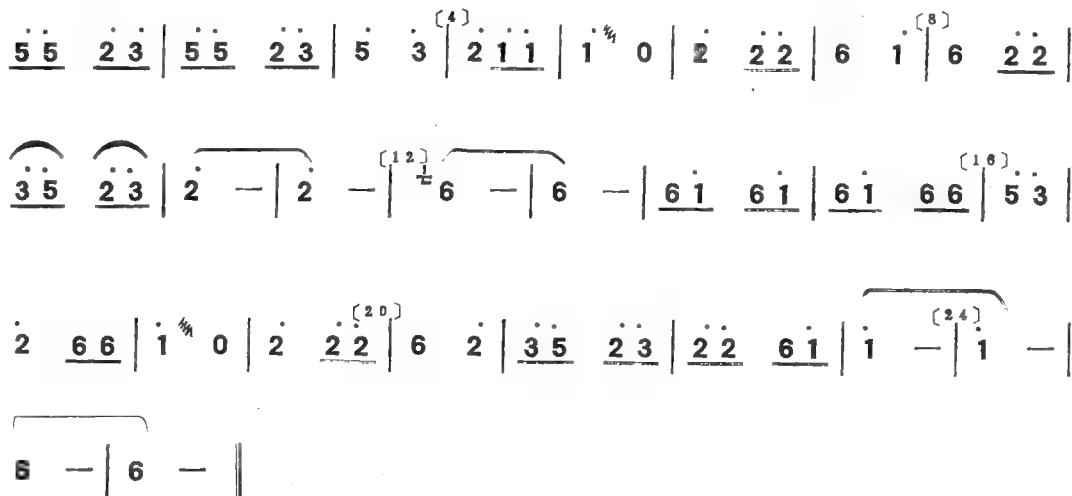 5̇ 5̇ 2̇ 3̇ | 5̇ 5̇ 2̇ 3̇ | 5̇ 3̇ |〔4〕 2̇ 1̇ 1̇ | 1̇ 0 | 2̇ 2̇ 2̇ | 6 1̇ |〔8〕 6 2̇ 2̇ |
3̇ 5̇ 2̇ 3̇ | 2̇ — | 2̇ — |〔12〕 1̇ 6 — | 6 — | 6 1̇ 6 1̇ | 6 1̇ 6 6 |〔16〕 5̇ 3̇ |
2̇ 6 6 | 1̇ 0 | 2̇ 2̇ 2̇ |〔20〕 6 2̇ | 3̇ 5̇ 2̇ 3̇ | 2̇ 2̇ 6 1̇ | 1̇ — |〔24〕 1̇ — |
6 — | 6 — ‖